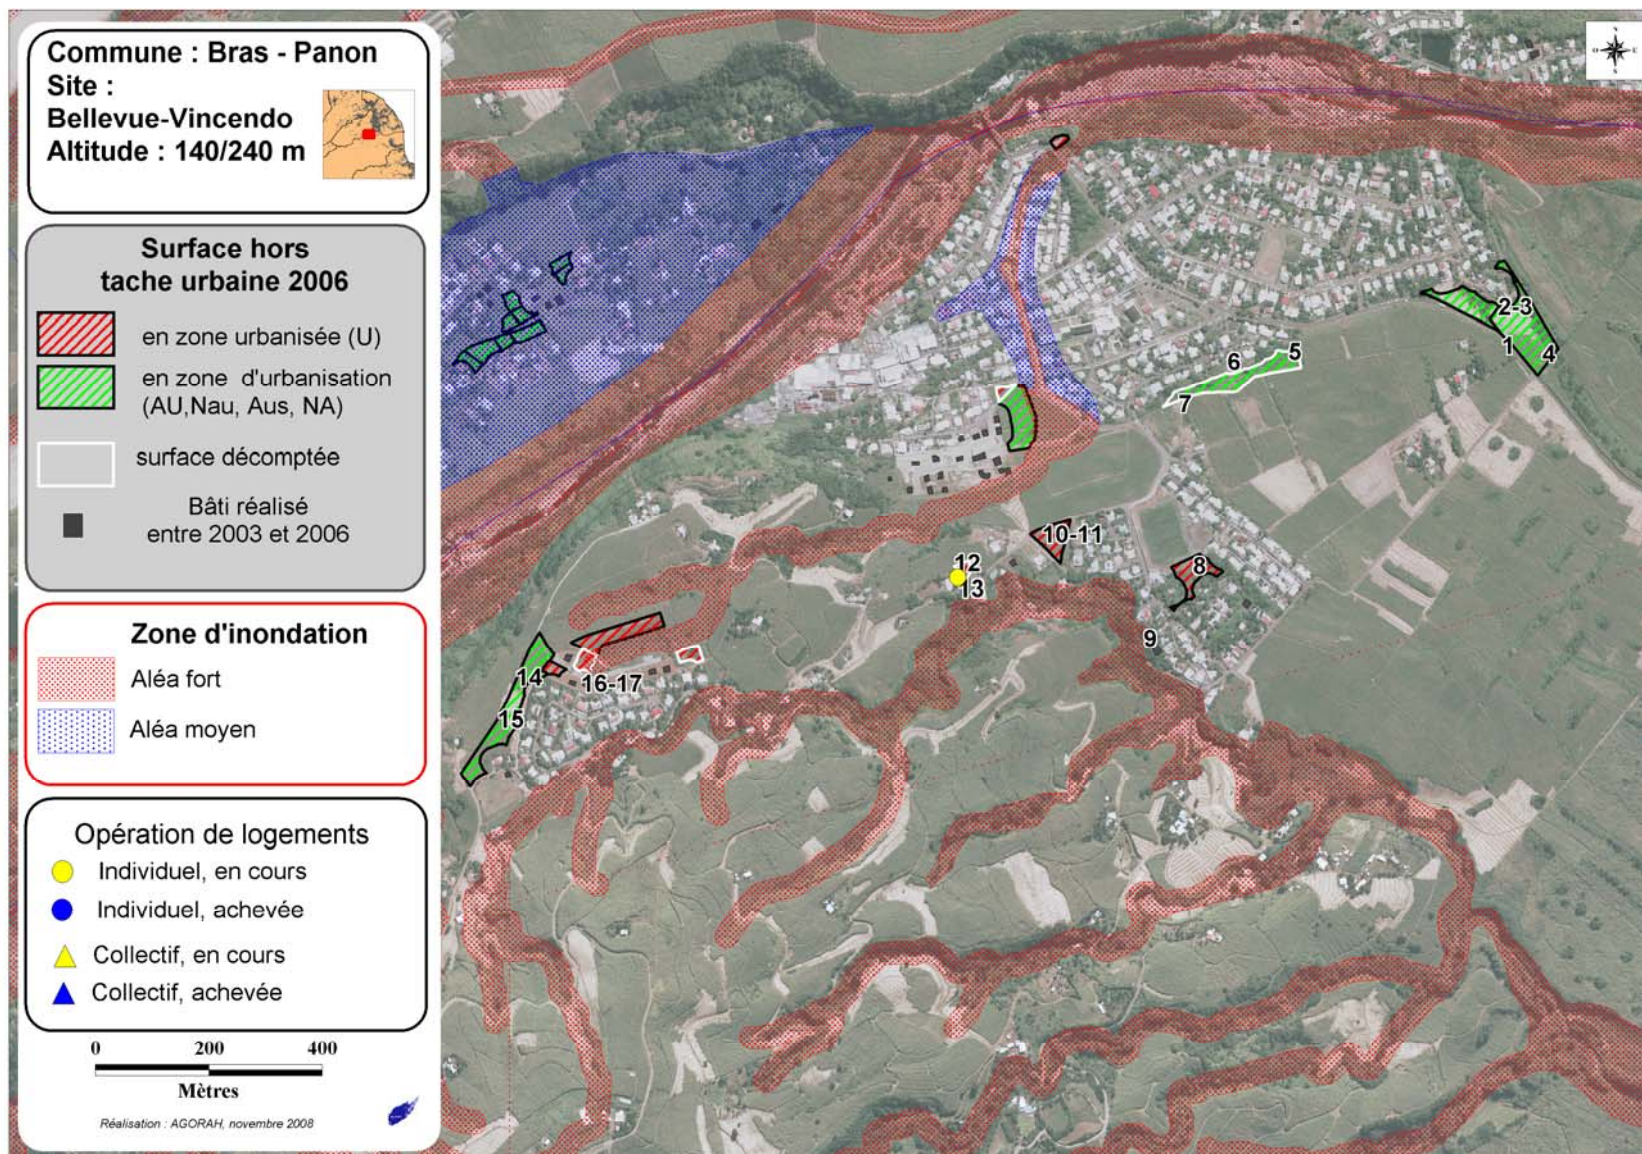 Commune : Bras - Panon
Site :
Bellevue-Vincendo
Altitude : 140/240 m
Surface hors
tache urbaine 2006
en zone urbanisée (U)
en zone d'urbanisation
(AU,Nau, Aus, NA)
surface décomptée
Bâti réalisé
entre 2003 et 2006
Zone d'inondation
Aléa fort
Aléa moyen
Opération de logements
Individuel, en cours
Individuel, achevée
Collectif, en cours
Collectif, achevée
0 200 400
Mètres
Réalisation : AGORAH, novembre 2008
N
O E
S
2-3
1
4
5
6
7
10-11
8
12
13
9
14
16-17
15